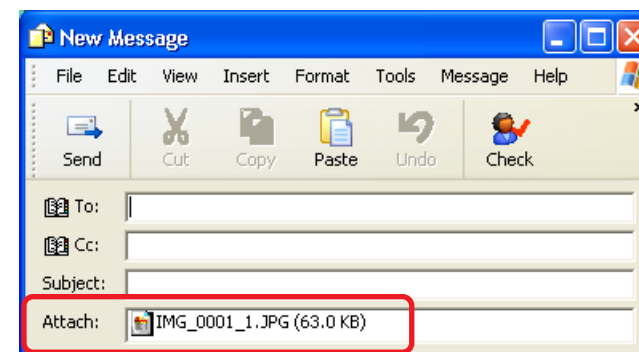 New Message
File Edit View Insert Format Tools Message Help
Send Cut Copy Paste Undo Check
To:
Cc:
Subject:
Attach: IMG_0001_1.JPG (63.0 KB)